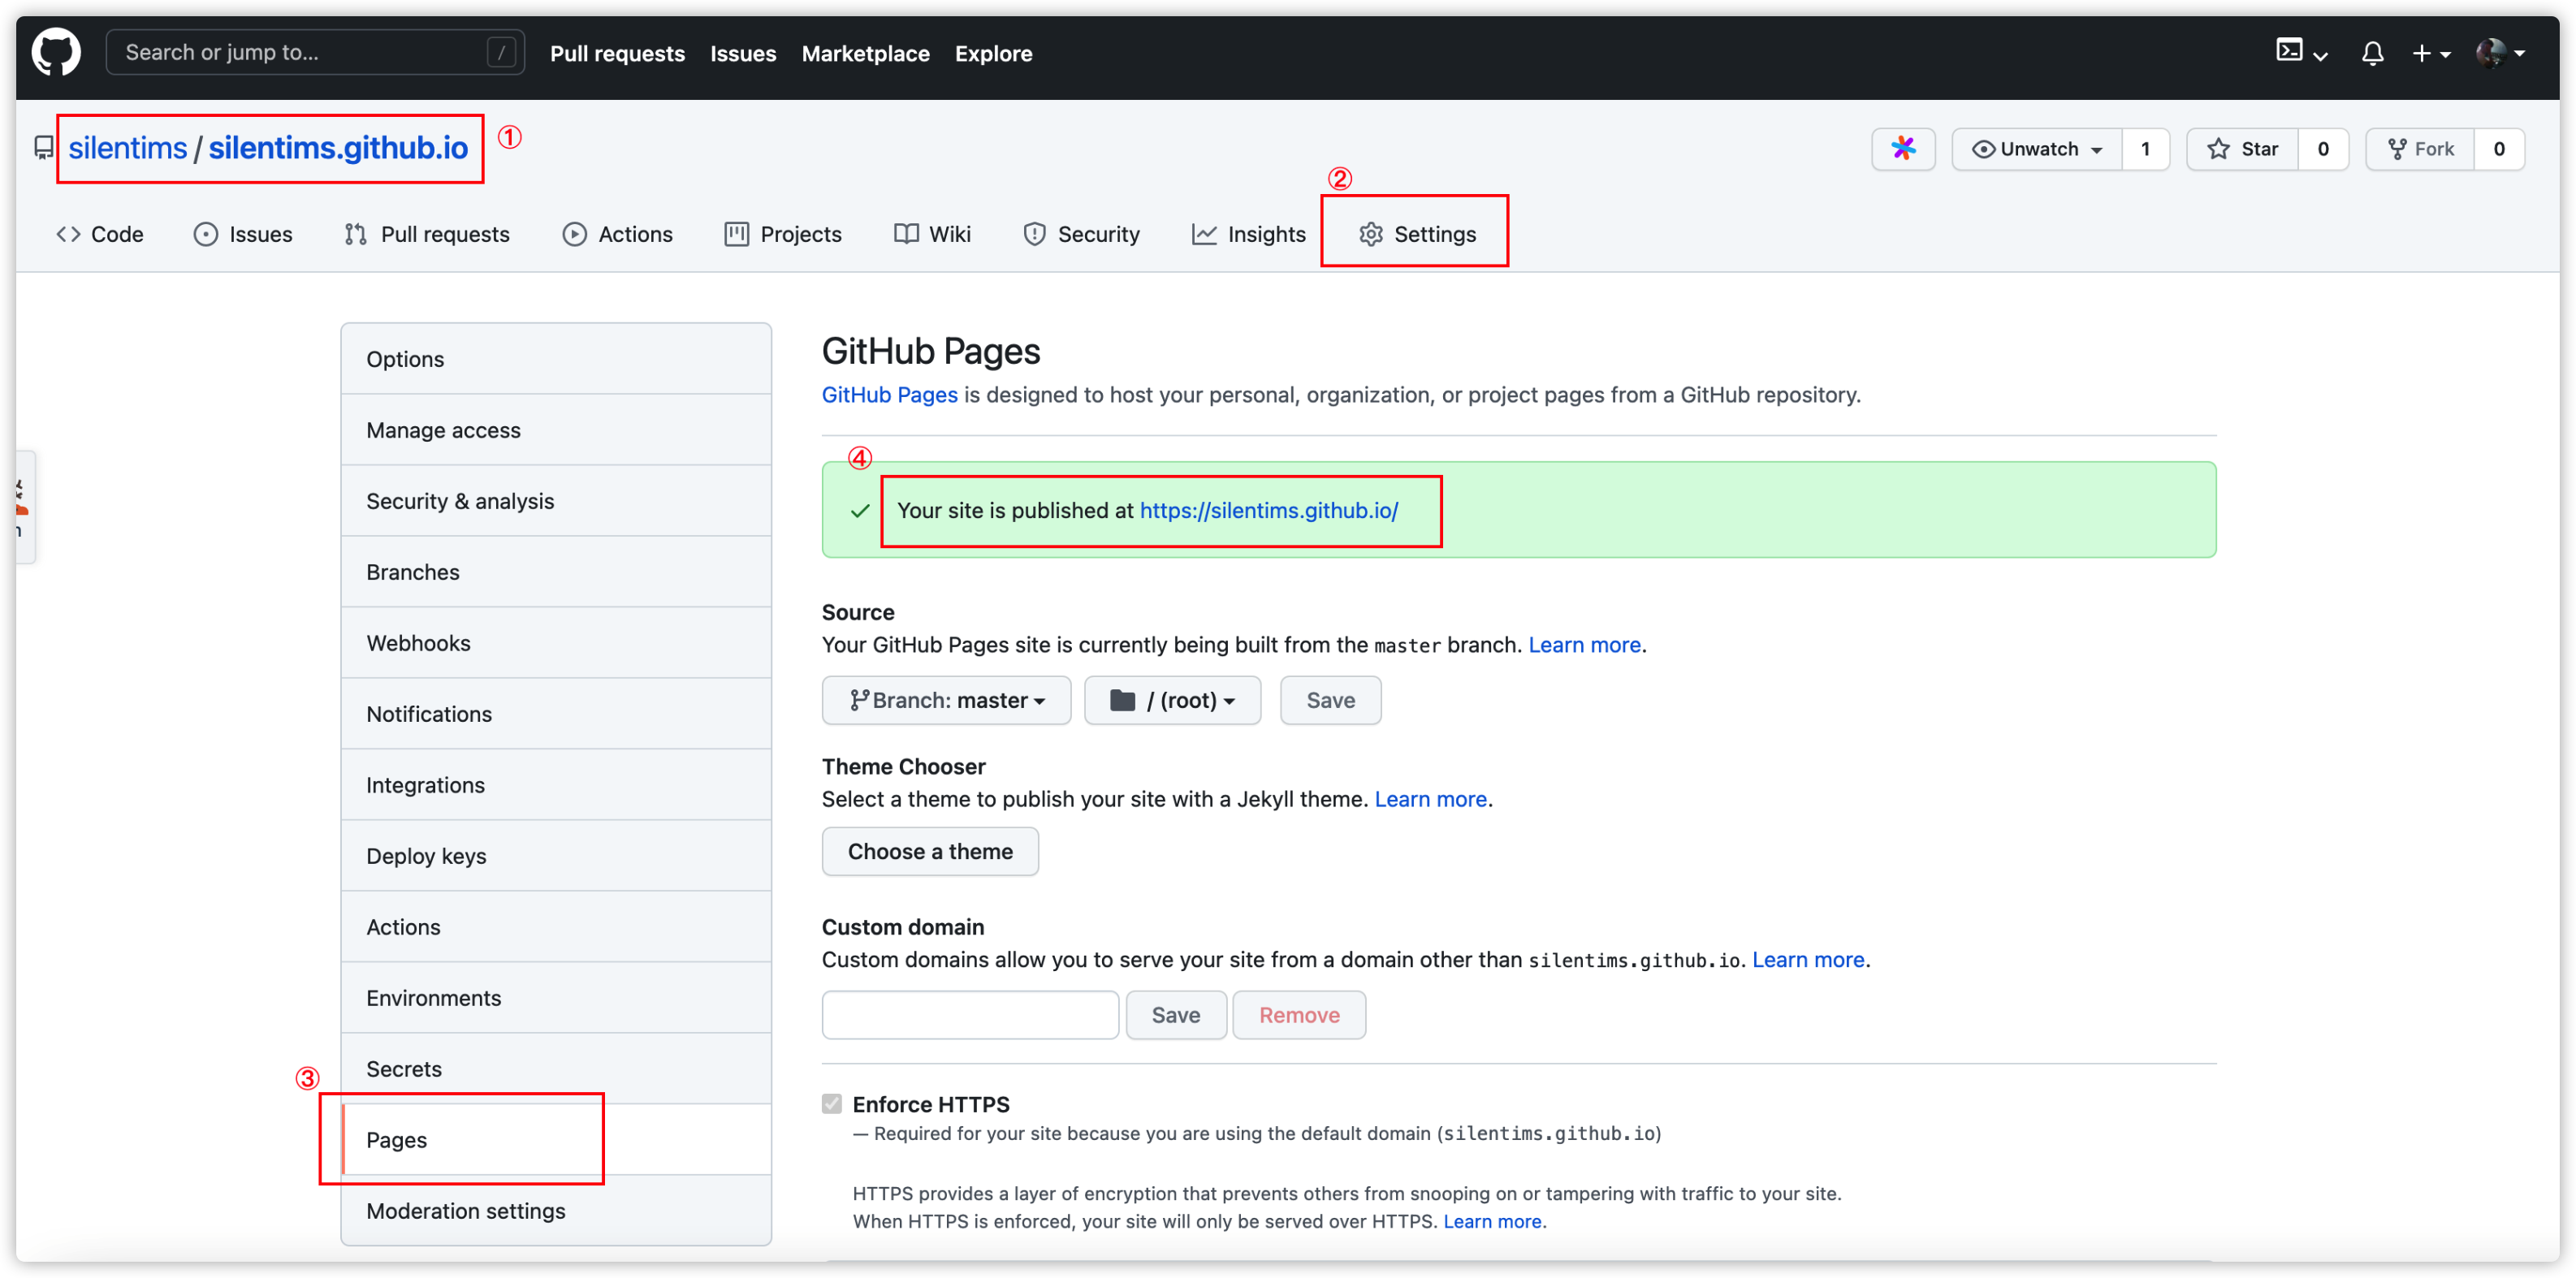 Search or jump to... /
Pull requests Issues Marketplace Explore
silentims / silentims.github.io ①
Unwatch 1 Star 0 Fork 0
②
Code Issues Pull requests Actions Projects Wiki Security Insights Settings
Options
Manage access
Security & analysis
Branches
Webhooks
Notifications
Integrations
Deploy keys
Actions
Environments
Secrets
③
Pages
Moderation settings
GitHub Pages
GitHub Pages is designed to host your personal, organization, or project pages from a GitHub repository.
④
Your site is published at https://silentims.github.io/
Source
Your GitHub Pages site is currently being built from the master branch. Learn more.
Branch: master / (root) Save
Theme Chooser
Select a theme to publish your site with a Jekyll theme. Learn more.
Choose a theme
Custom domain
Custom domains allow you to serve your site from a domain other than silentims.github.io. Learn more.
Save Remove
Enforce HTTPS
— Required for your site because you are using the default domain (silentims.github.io)
HTTPS provides a layer of encryption that prevents others from snooping on or tampering with traffic to your site.
When HTTPS is enforced, your site will only be served over HTTPS. Learn more.